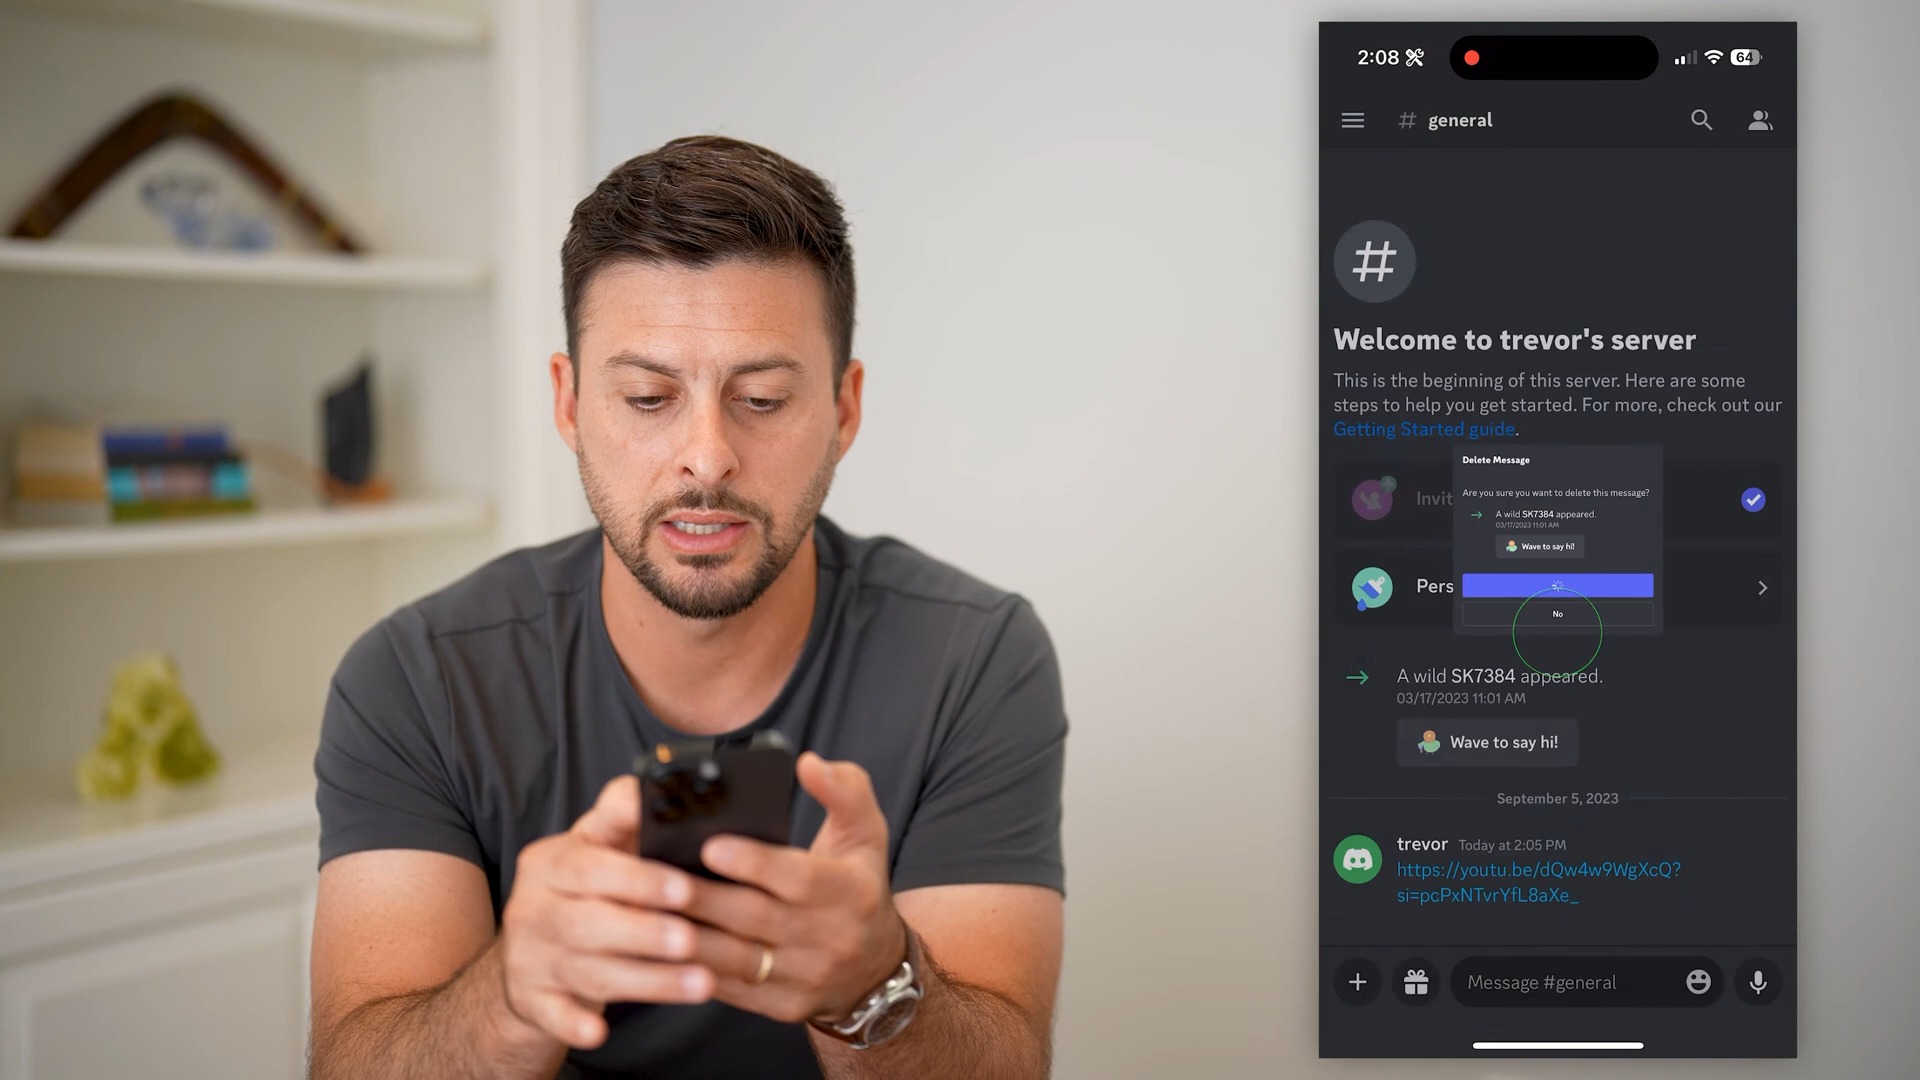 2:08
64
# general
#
Welcome to trevor's server
This is the beginning of this server. Here are some
steps to help you get started. For more, check out our
Getting Started guide.
Delete Message
Are you sure you want to delete this message?
A wild SK7384 appeared.
03/17/2023 11:01 AM
Wave to say hi!
No
Invit
Pers
A wild SK7384 appeared.
03/17/2023 11:01 AM
Wave to say hi!
September 5, 2023
trevor Today at 2:05 PM
https://youtu.be/dQw4w9WgXcQ?
si=pcPxNTvrYfL8aXe_
Message #general